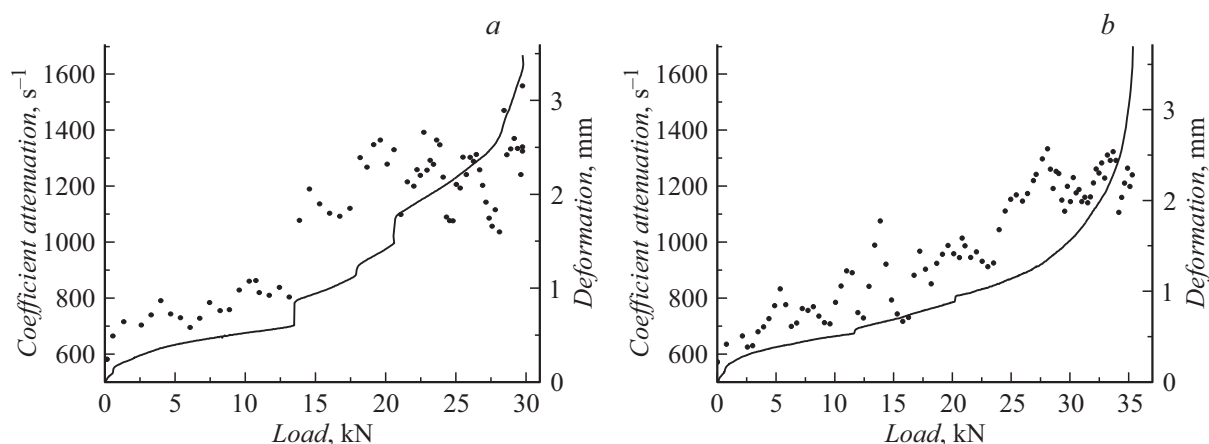 a
1600
1400
1200
1000
800
600
Coefficient attenuation, s⁻¹
3
2
1
0
Deformation, mm
0 5 10 15 20 25 30
Load, kN
b
1600
1400
1200
1000
800
600
Coefficient attenuation, s⁻¹
3
2
1
0
Deformation, mm
0 5 10 15 20 25 30 35
Load, kN